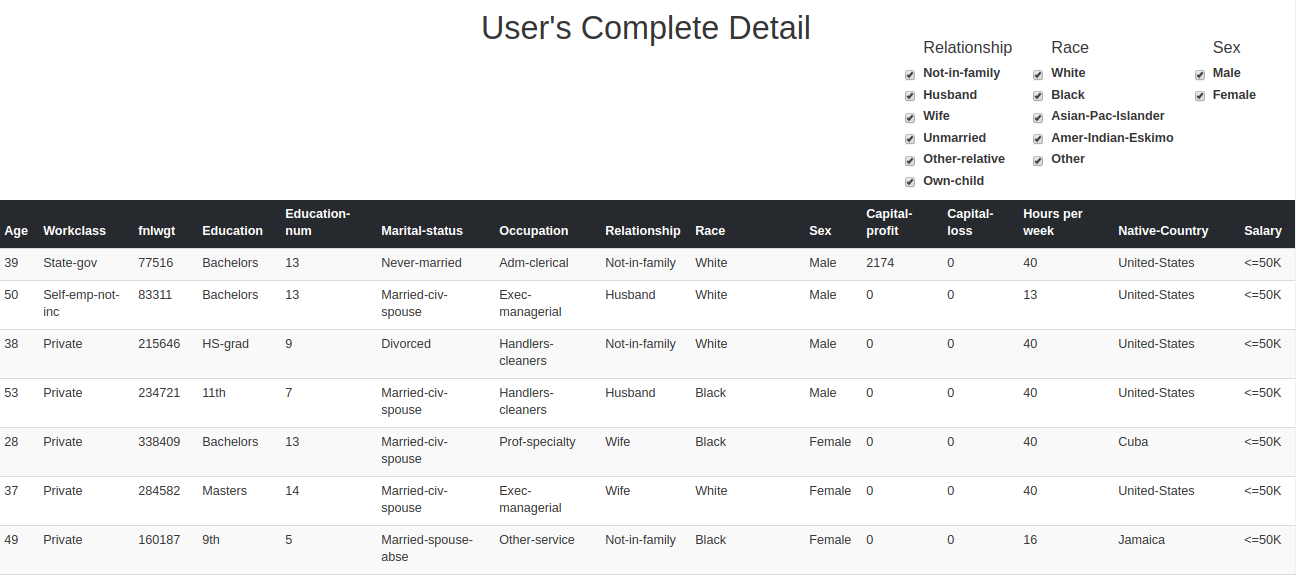 User's Complete Detail
Relationship Race Sex
Not-in-family White Male
Husband Black Female
Wife Asian-Pac-Islander
Unmarried Amer-Indian-Eskimo
Other-relative Other
Own-child
Education- Capital- Capital- Hours per
Age Workclass fnlwgt Education num Marital-status Occupation Relationship Race Sex profit loss week Native-Country Salary
39 State-gov 77516 Bachelors 13 Never-married Adm-clerical Not-in-family White Male 2174 0 40 United-States <=50K
50 Self-emp-not- 83311 Bachelors 13 Married-civ- Exec- Husband White Male 0 0 13 United-States <=50K
inc spouse managerial
38 Private 215646 HS-grad 9 Divorced Handlers- Not-in-family White Male 0 0 40 United-States <=50K
cleaners
53 Private 234721 11th 7 Married-civ- Handlers- Husband Black Male 0 0 40 United-States <=50K
spouse cleaners
28 Private 338409 Bachelors 13 Married-civ- Prof-specialty Wife Black Female 0 0 40 Cuba <=50K
spouse
37 Private 284582 Masters 14 Married-civ- Exec- Wife White Female 0 0 40 United-States <=50K
spouse managerial
49 Private 160187 9th 5 Married-spouse- Other-service Not-in-family Black Female 0 0 16 Jamaica <=50K
abse